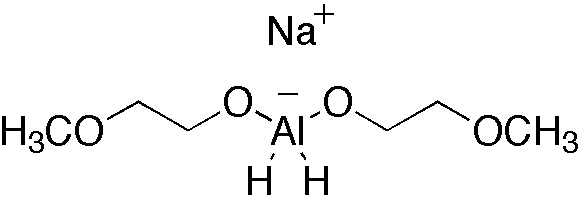 Na+
O − O
H3CO Al OCH3
H H